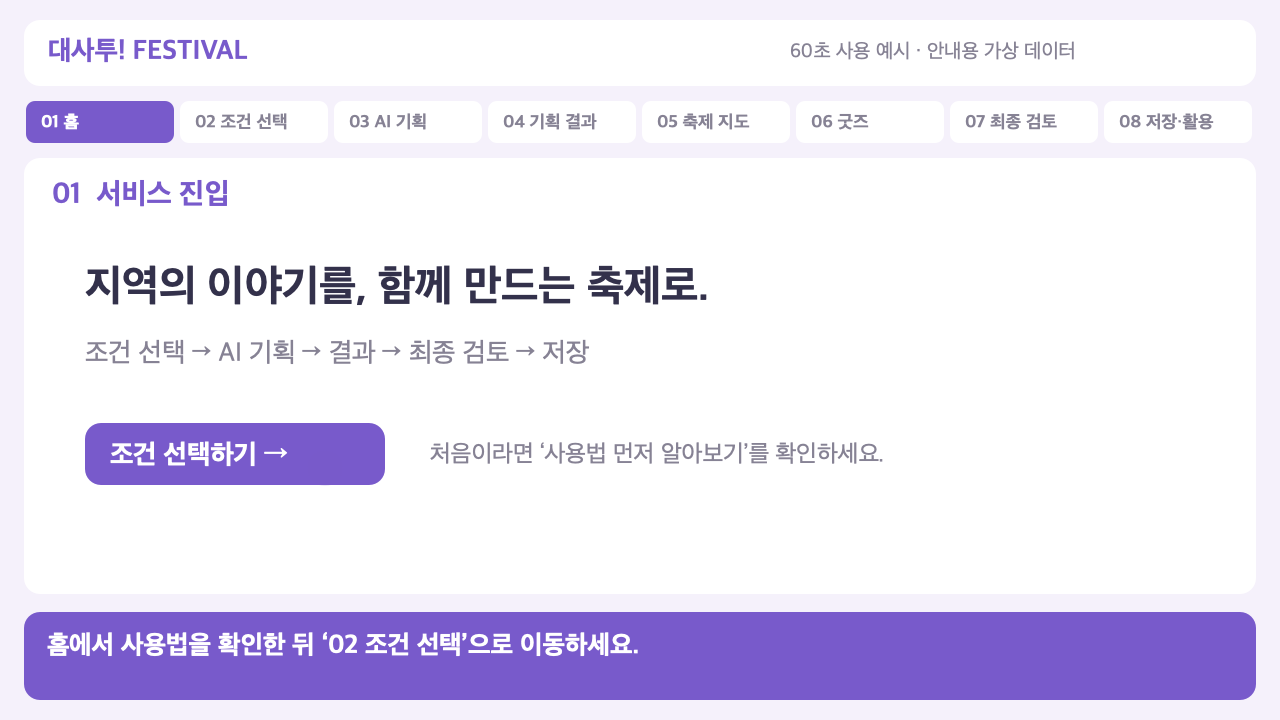 대사투! FESTIVAL
60초 사용 예시 · 안내용 가상 데이터
01 홈
02 조건 선택
03 AI 기획
04 기획 결과
05 축제 지도
06 굿즈
07 최종 검토
08 저장·활용
01 서비스 진입
지역의 이야기를, 함께 만드는 축제로.
조건 선택 → AI 기획 → 결과 → 최종 검토 → 저장
조건 선택하기 →
처음이라면 ‘사용법 먼저 알아보기’를 확인하세요.
홈에서 사용법을 확인한 뒤 ‘02 조건 선택’으로 이동하세요.